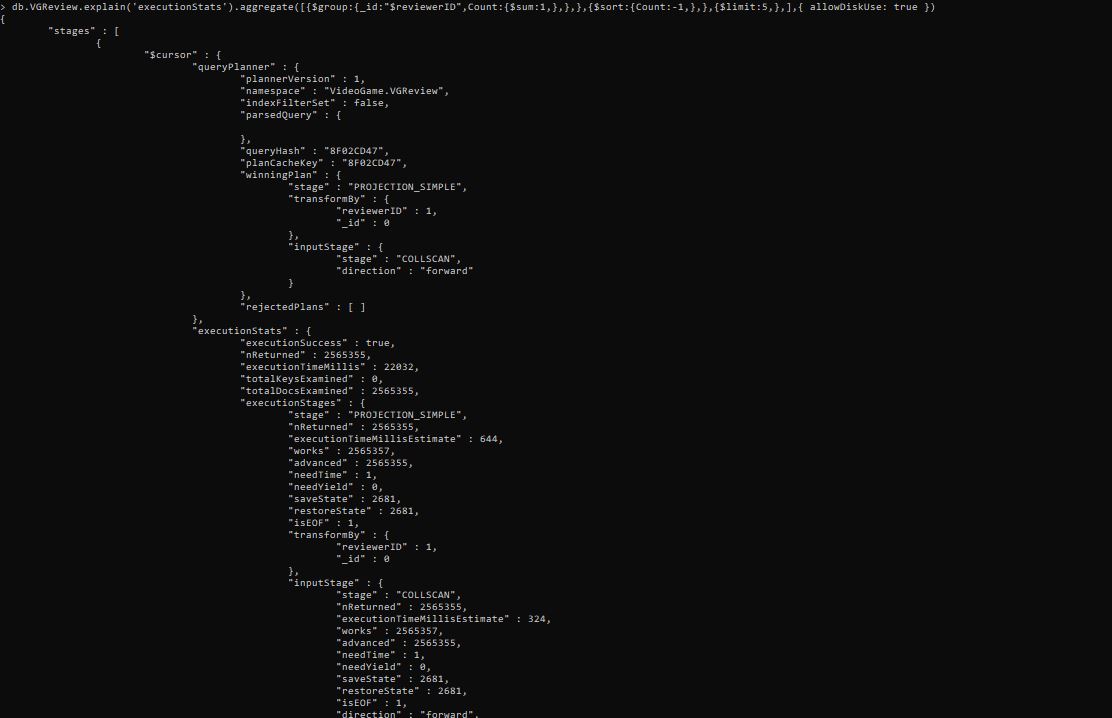 > db.VGReview.explain('executionStats').aggregate([{$group:{_id:"$reviewerID",Count:{$sum:1,},},},{$sort:{Count:-1,},},{$limit:5,},],{ allowDiskUse: true })
{
"stages" : [
{
"$cursor" : {
"queryPlanner" : {
"plannerVersion" : 1,
"namespace" : "VideoGame.VGReview",
"indexFilterSet" : false,
"parsedQuery" : {
},
"queryHash" : "8F02CD47",
"planCacheKey" : "8F02CD47",
"winningPlan" : {
"stage" : "PROJECTION_SIMPLE",
"transformBy" : {
"reviewerID" : 1,
"_id" : 0
},
"inputStage" : {
"stage" : "COLLSCAN",
"direction" : "forward"
}
},
"rejectedPlans" : [ ]
},
"executionStats" : {
"executionSuccess" : true,
"nReturned" : 2565355,
"executionTimeMillis" : 22032,
"totalKeysExamined" : 0,
"totalDocsExamined" : 2565355,
"executionStages" : {
"stage" : "PROJECTION_SIMPLE",
"nReturned" : 2565355,
"executionTimeMillisEstimate" : 644,
"works" : 2565357,
"advanced" : 2565355,
"needTime" : 1,
"needYield" : 0,
"saveState" : 2681,
"restoreState" : 2681,
"isEOF" : 1,
"transformBy" : {
"reviewerID" : 1,
"_id" : 0
},
"inputStage" : {
"stage" : "COLLSCAN",
"nReturned" : 2565355,
"executionTimeMillisEstimate" : 324,
"works" : 2565357,
"advanced" : 2565355,
"needTime" : 1,
"needYield" : 0,
"saveState" : 2681,
"restoreState" : 2681,
"isEOF" : 1,
"direction" : "forward",